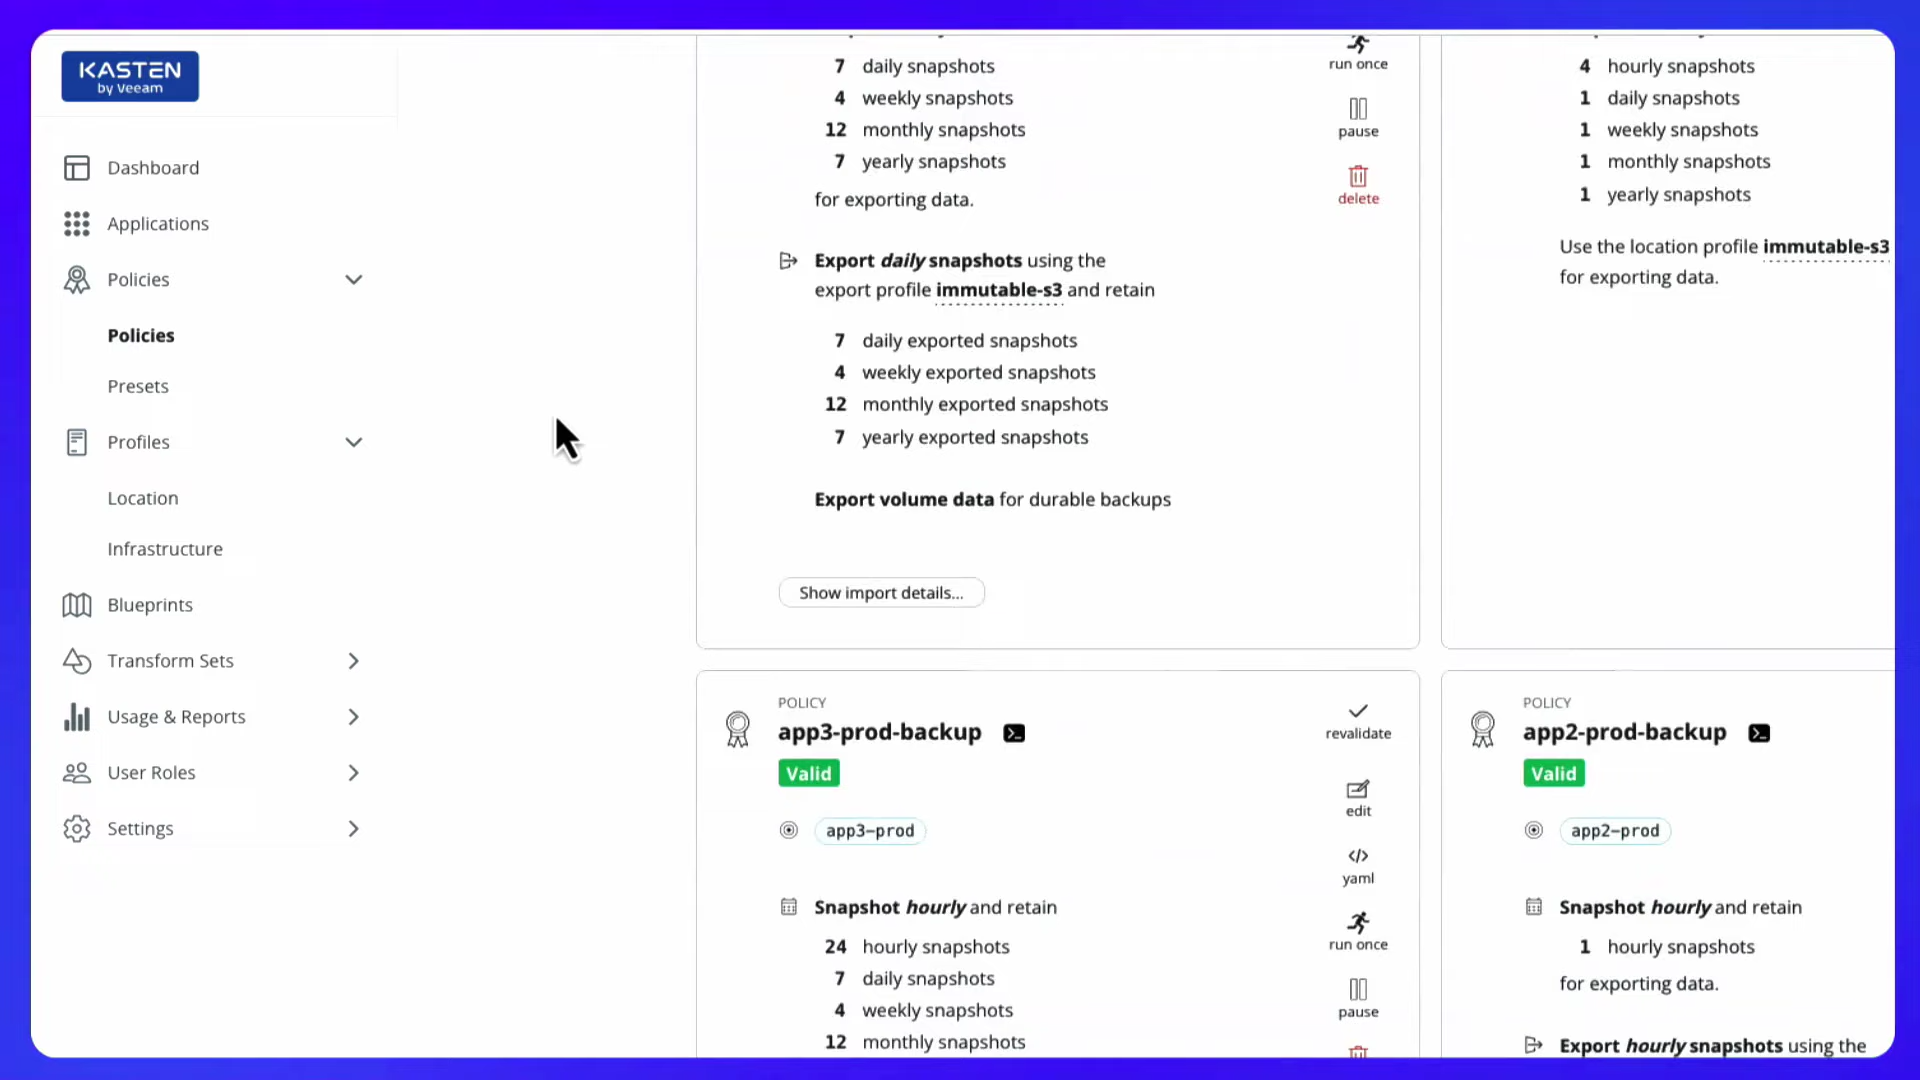 KASTEN
by Veeam
Dashboard
Applications
Policies
Policies
Presets
Profiles
Location
Infrastructure
Blueprints
Transform Sets
Usage & Reports
User Roles
Settings
7 daily snapshots
4 weekly snapshots
12 monthly snapshots
7 yearly snapshots
for exporting data.
Export daily snapshots using the
export profile immutable-s3 and retain
7 daily exported snapshots
4 weekly exported snapshots
12 monthly exported snapshots
7 yearly exported snapshots
Export volume data for durable backups
Show import details...
run once
pause
delete
4 hourly snapshots
1 daily snapshots
1 weekly snapshots
1 monthly snapshots
1 yearly snapshots
Use the location profile immutable-s3
for exporting data.
POLICY
app3-prod-backup
Valid
app3-prod
Snapshot hourly and retain
24 hourly snapshots
7 daily snapshots
4 weekly snapshots
12 monthly snapshots
revalidate
edit
yaml
run once
pause
POLICY
app2-prod-backup
Valid
app2-prod
Snapshot hourly and retain
1 hourly snapshots
for exporting data.
Export hourly snapshots using the